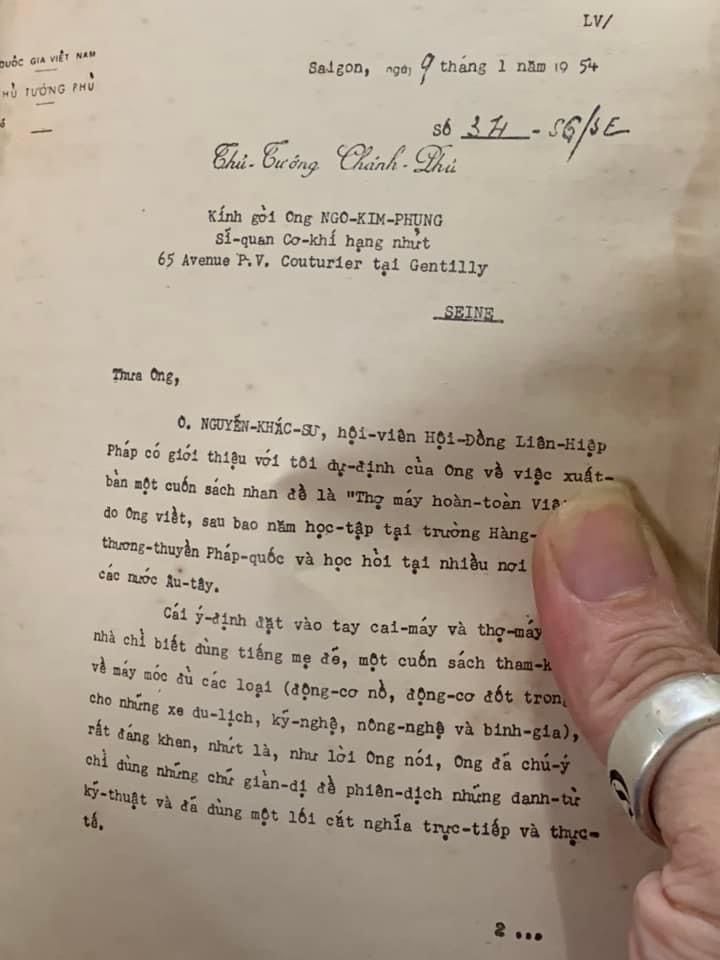 LV/
QUỐC GIA VIỆT NAM
THỦ TƯỚNG PHỦ
Saigon, ngày 9 tháng 1 năm 1954
Số 34 - SG/BE
Thủ-Tướng Chánh-Phủ
Kính gởi Ông NGÔ-KIM-PHỤNG
Sĩ-quan Cơ-khí hạng nhứt
65 Avenue P.V. Couturier tại Gentilly
SEINE
Thưa Ông,
Ô. NGUYỄN-KHẮC-SƯ, hội-viên Hội-Đồng Liên-Hiệp
Pháp có giới thiệu với tôi dự-định của Ông về việc xuất-
bản một cuốn sách nhan đề là "Thợ máy hoàn-toàn
do Ông viết, sau bao năm học-tập tại trường Hàng-
thương-thuyền Pháp-quốc và học hỏi tại nhiều nơi
các nước Âu-tây.
Cái ý-định đặt vào tay cai-máy và thợ-máy
nhà chỉ biết dùng tiếng mẹ đẻ, một cuốn sách tham-
về máy móc đủ các loại (động-cơ nổ, động-cơ đốt trong
cho những xe du-lịch, kỹ-nghệ, nông-nghệ và binh-gia),
rất đáng khen, nhứt là, như lời Ông nói, Ông đã chú-ý
chỉ dùng những chữ giản-dị để phiên-dịch những danh-từ
kỹ-thuật và đã dùng một lối cắt nghĩa trực-tiếp và thực-
tế.
2 ...